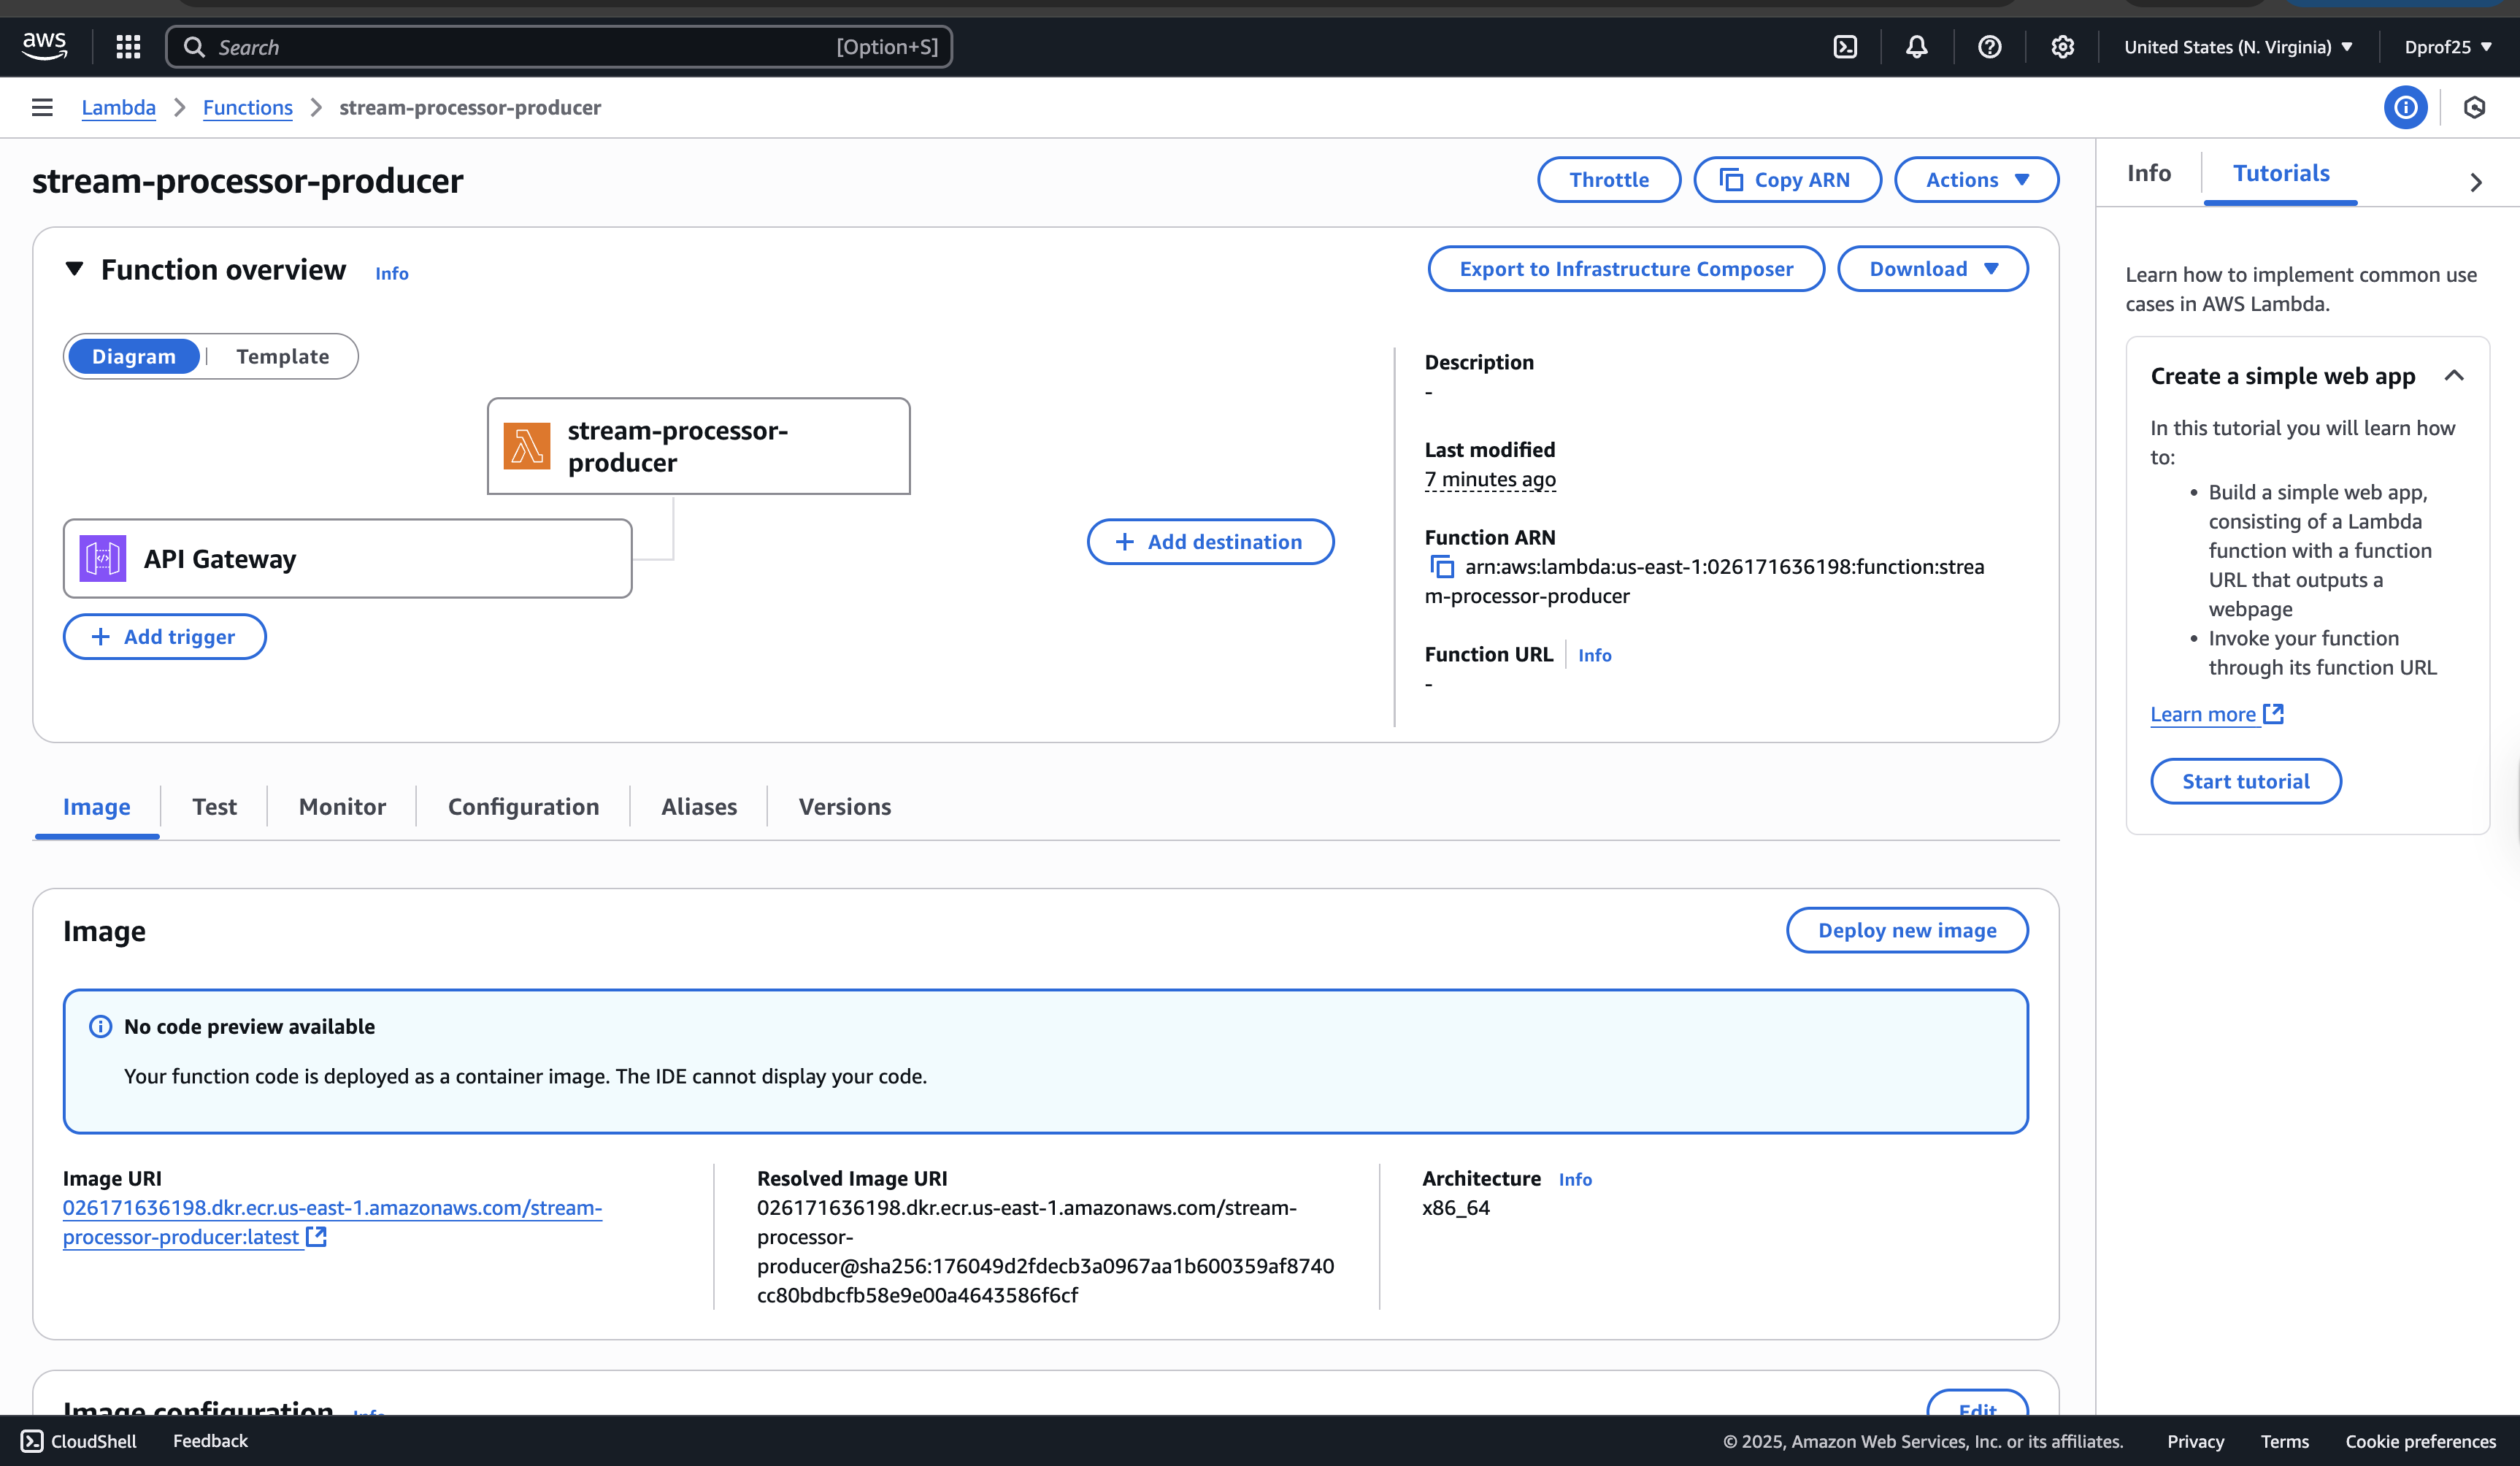 aws
Search
[Option+S]
United States (N. Virginia)
Dprof25
Lambda
Functions
stream-processor-producer
stream-processor-producer
Throttle
Copy ARN
Actions
Function overview
Info
Export to Infrastructure Composer
Download
Diagram
Template
stream-processor-
producer
API Gateway
Add trigger
Add destination
Description
-
Last modified
7 minutes ago
Function ARN
arn:aws:lambda:us-east-1:026171636198:function:strea
m-processor-producer
Function URL
Info
-
Image
Test
Monitor
Configuration
Aliases
Versions
Image
Deploy new image
No code preview available
Your function code is deployed as a container image. The IDE cannot display your code.
Image URI
026171636198.dkr.ecr.us-east-1.amazonaws.com/stream-
processor-producer:latest
Resolved Image URI
026171636198.dkr.ecr.us-east-1.amazonaws.com/stream-
processor-
producer@sha256:176049d2fdecb3a0967aa1b600359af8740
cc80bdbcfb58e9e00a4643586f6cf
Architecture
Info
x86_64
Image configuration
Info
Edit
Info
Tutorials
Learn how to implement common use
cases in AWS Lambda.
Create a simple web app
In this tutorial you will learn how
to:
• Build a simple web app,
consisting of a Lambda
function with a function
URL that outputs a
webpage
• Invoke your function
through its function URL
Learn more
Start tutorial
CloudShell
Feedback
© 2025, Amazon Web Services, Inc. or its affiliates.
Privacy
Terms
Cookie preferences